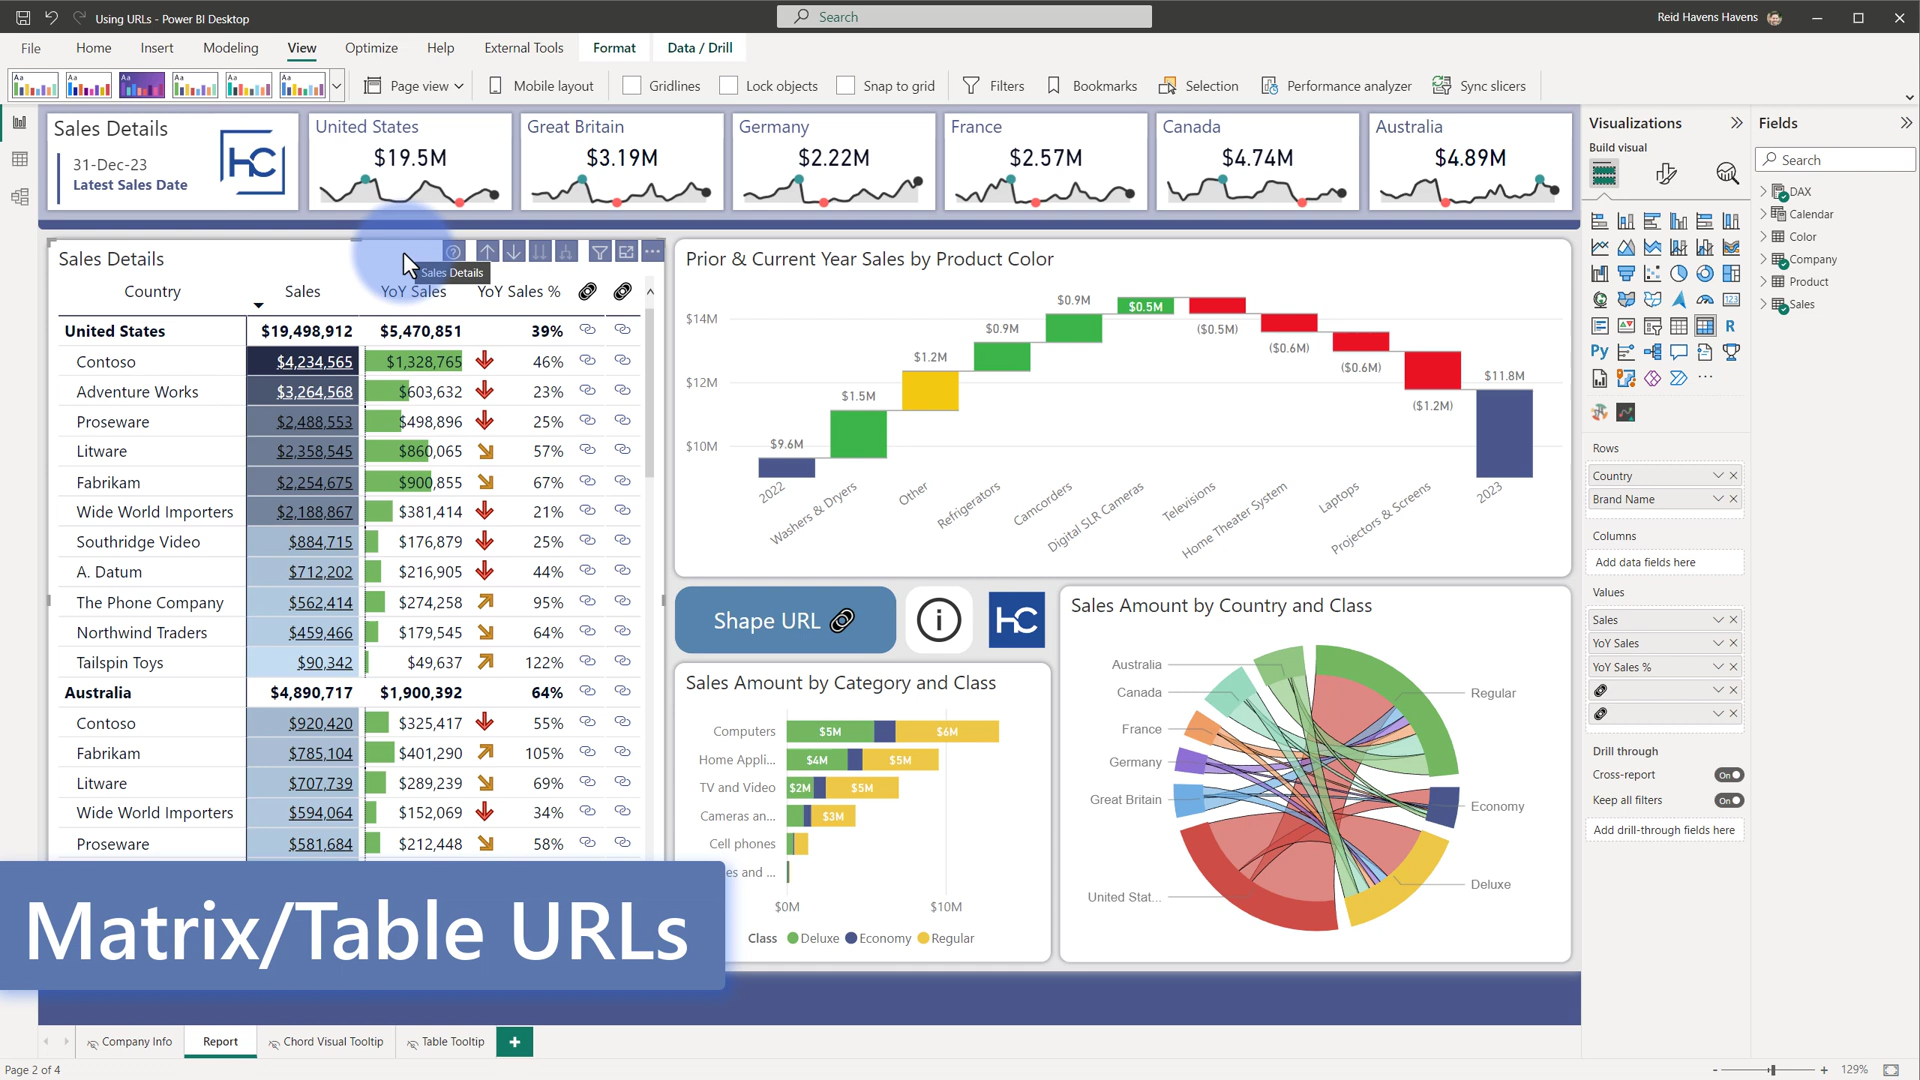 Using URLs - Power BI Desktop
Search
Reid Havens Havens
File Home Insert View Modeling Optimize Help External Tools Format Data / Drill
Page view Mobile layout Gridlines Lock objects Snap to grid Filters Bookmarks Selection Performance analyzer Sync slicers
Sales Details
31-Dec-23
Latest Sales Date
HC
United States
$19.5M
Great Britain
$3.19M
Germany
$2.22M
France
$2.57M
Canada
$4.74M
Australia
$4.89M
Sales Details
Sales Details
Country Sales YoY Sales YoY Sales %
United States $19,498,912 $5,470,851 39%
Contoso $4,234,565 $1,328,765 46%
Adventure Works $3,264,568 $603,632 23%
Proseware $2,488,553 $498,896 25%
Litware $2,358,545 $860,065 57%
Fabrikam $2,254,675 $900,855 67%
Wide World Importers $2,188,867 $381,414 21%
Southridge Video $884,715 $176,879 25%
A. Datum $712,202 $216,905 44%
The Phone Company $562,414 $274,258 95%
Northwind Traders $459,466 $179,545 64%
Tailspin Toys $90,342 $49,637 122%
Australia $4,890,717 $1,900,392 64%
Contoso $920,420 $325,417 55%
Fabrikam $785,104 $401,290 105%
Litware $707,739 $289,239 69%
Wide World Importers $594,064 $152,069 34%
Proseware $581,684 $212,448 58%
Matrix/Table URLs
Prior & Current Year Sales by Product Color
$14M
$12M
$10M
$9.6M
$1.5M
$1.2M
$0.9M
$0.9M
$0.5M
($0.5M)
($0.6M)
($0.6M)
($1.2M)
$11.8M
2022
Washers & Dryers
Other
Refrigerators
Camcorders
Digital SLR Cameras
Televisions
Home Theater System
Laptops
Projectors & Screens
2023
Shape URL
HC
Sales Amount by Category and Class
Computers $5M $6M
Home Appli... $4M $5M
TV and Video $2M $5M
Cameras an... $3M
Cell phones
es and ...
$0M $10M
Class Deluxe Economy Regular
Sales Amount by Country and Class
Australia
Canada
France
Germany
Great Britain
United Stat...
Regular
Economy
Deluxe
Visualizations
Build visual
R
Py
Rows
Country
Brand Name
Columns
Add data fields here
Values
Sales
YoY Sales
YoY Sales %
Drill through
Cross-report On
Keep all filters On
Add drill-through fields here
Fields
Search
DAX
Calendar
Color
Company
Product
Sales
Company Info Report Chord Visual Tooltip Table Tooltip
Page 2 of 4
129%